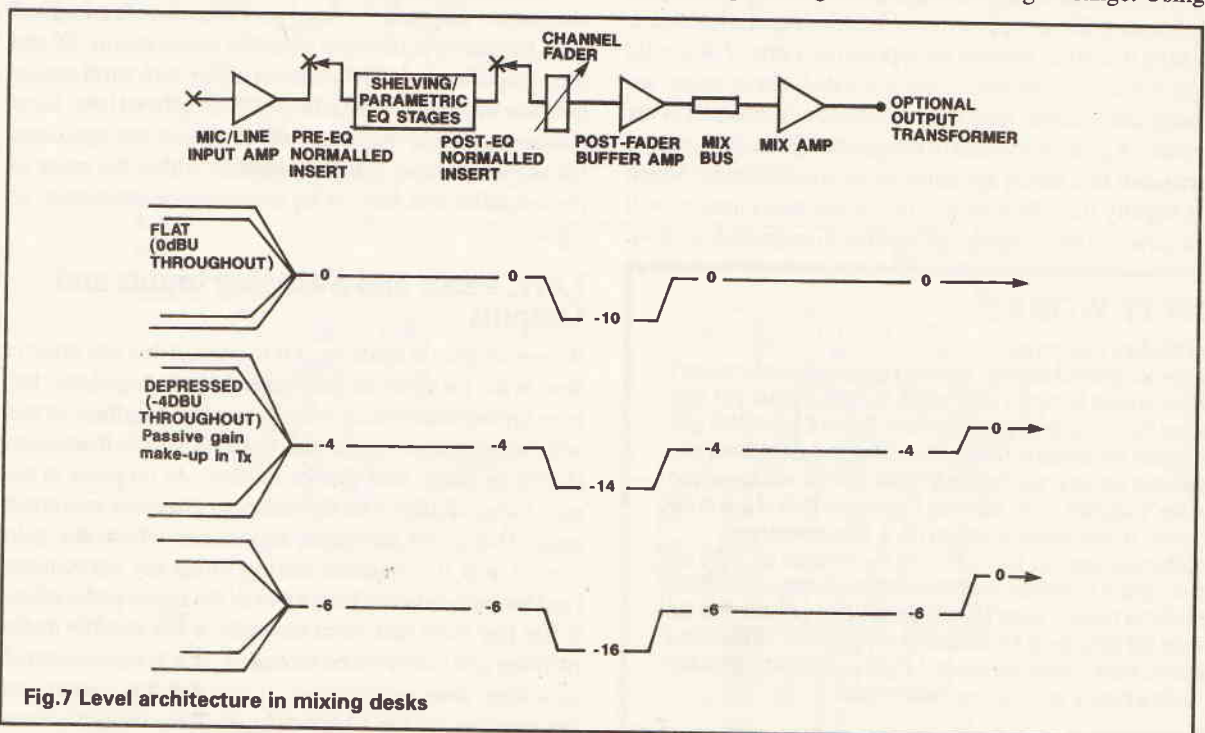 Using
CHANNEL
FADER
SHELVING/
PARAMETRIC
EQ STAGES
OPTIONAL
OUTPUT
TRANSFORMER
MIC/LINE
INPUT AMP
PRE-EQ
NORMALLED
INSERT
POST-EQ
NORMALLED
INSERT
POST-FADER
BUFFER AMP
MIX
BUS
MIX AMP
FLAT
(0dBU
THROUGHOUT)
0 0 -10 0 0
DEPRESSED
(-4DBU
THROUGHOUT)
Passive gain
make-up in Tx
-4 -4 -14 -4 -4 0
-6 -6 -16 -6 -6 0
Fig.7 Level architecture in mixing desks